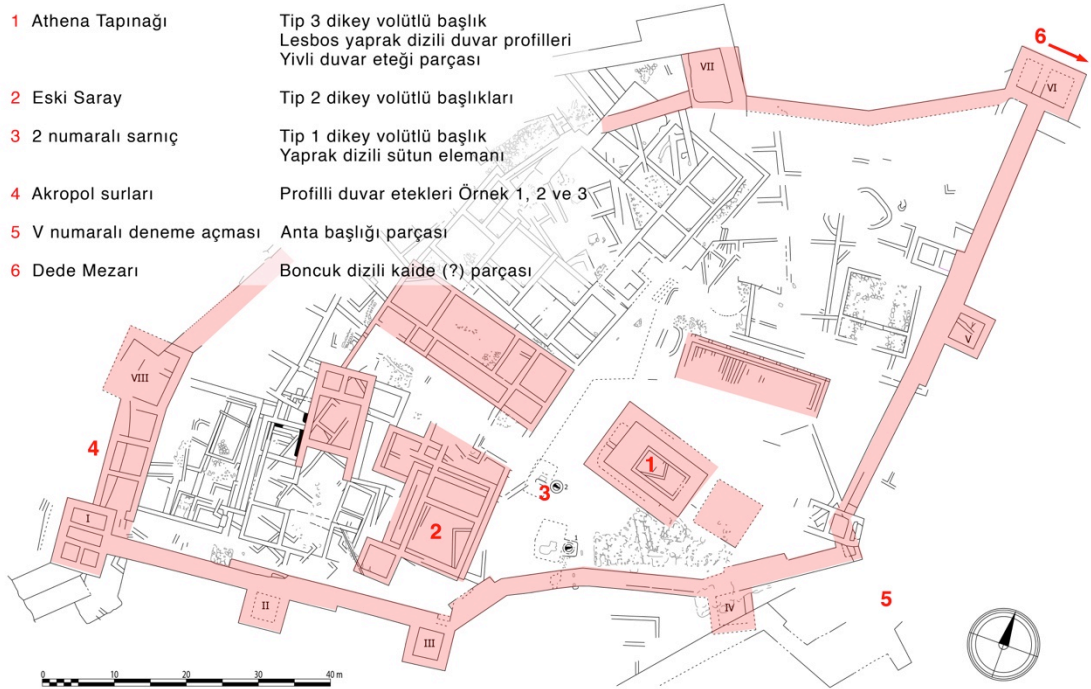 1 Athena Tapınağı Tip 3 dikey volütlü başlık
Lesbos yaprak dizili duvar profilleri
Yivli duvar eteği parçası
2 Eski Saray Tip 2 dikey volütlü başlıkları
3 2 numaralı sarnıç Tip 1 dikey volütlü başlık
Yaprak dizili sütun elemanı
4 Akropol surları Profilli duvar etekleri Örnek 1, 2 ve 3
5 V numaralı deneme açması Anta başlığı parçası
6 Dede Mezarı Boncuk dizili kaide (?) parçası
6
VII
VI
V
VIII
4
1
3
2
2
1
I
5
II
IV
III
0 10 20 30 40 m